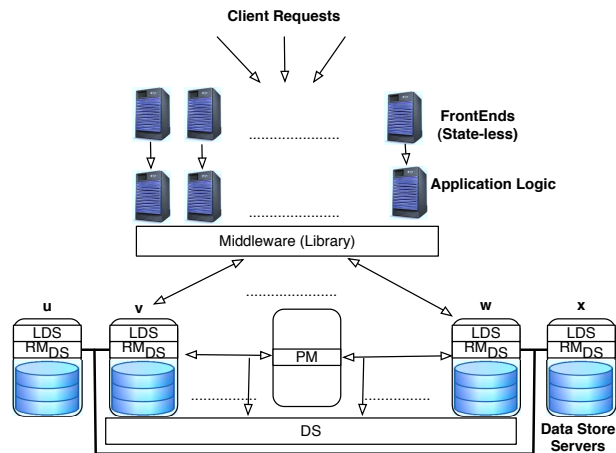 Client Requests
FrontEnds
(State-less)
Application Logic
Middleware (Library)
u
v
w
x
LDS
LDS
LDS
LDS
RMDS
RMDS
PM
RMDS
RMDS
DS
Data Store
Servers